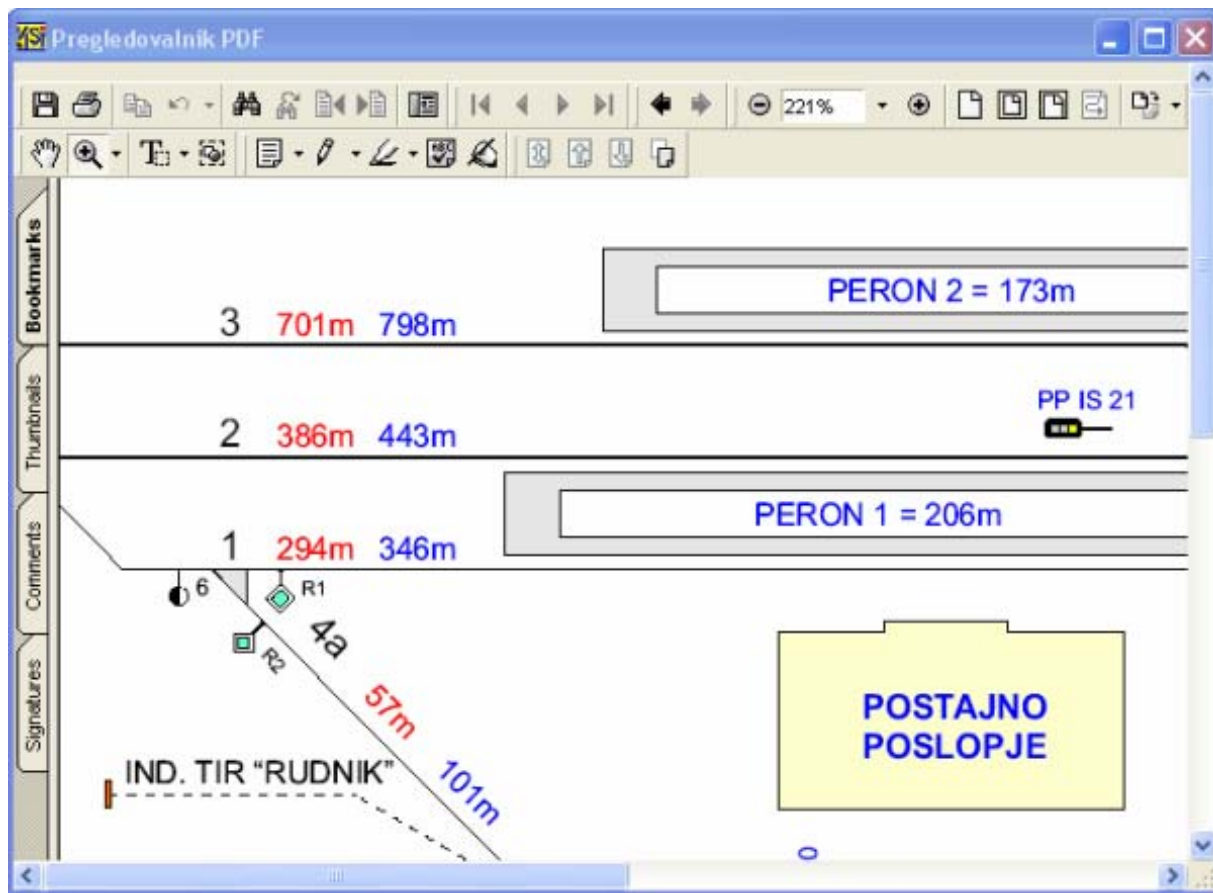 Pregledovalnik PDF
221%
Bookmarks
Thumbnails
Comments
Signatures
PERON 2 = 173m
3 701m 798m
PP IS 21
2 386m 443m
PERON 1 = 206m
1 294m 346m
6
R1
R2
4a
57m
101m
IND. TIR “RUDNIK”
POSTAJNO
POSLOPJE